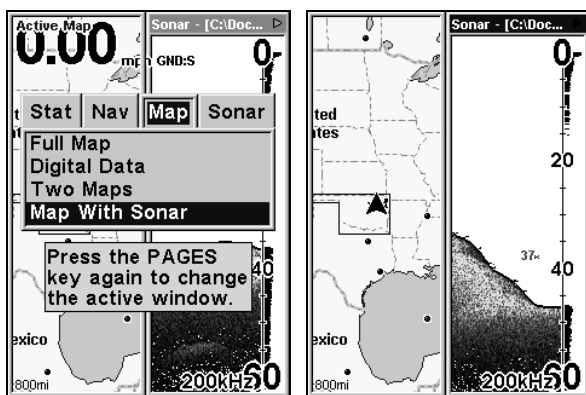 Active Map
0.00 mph GND:S
Sonar - [C:\Doc...
0
Stat Nav Map Sonar
Full Map
Digital Data
Two Maps
Map With Sonar
Press the PAGES
key again to change
the active window.
40
exico
800mi
200kHz
60
Sonar - [C:\Doc...
0
ted
tes
20
37
40
exico
800mi
200kHz
60